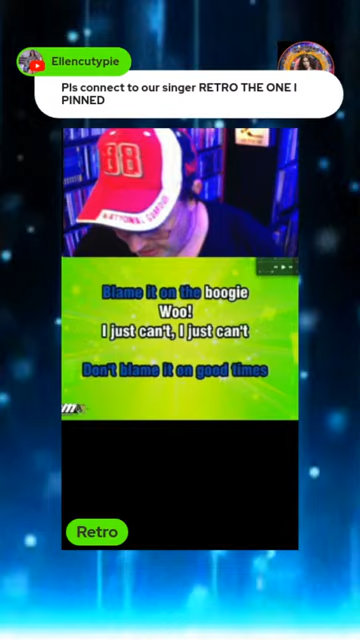 Ellencutypie
Pls connect to our singer RETRO THE ONE I
PINNED
88
Blame it on the boogie
Woo!
I just can't, I just can't
Don't blame it on good times
Retro